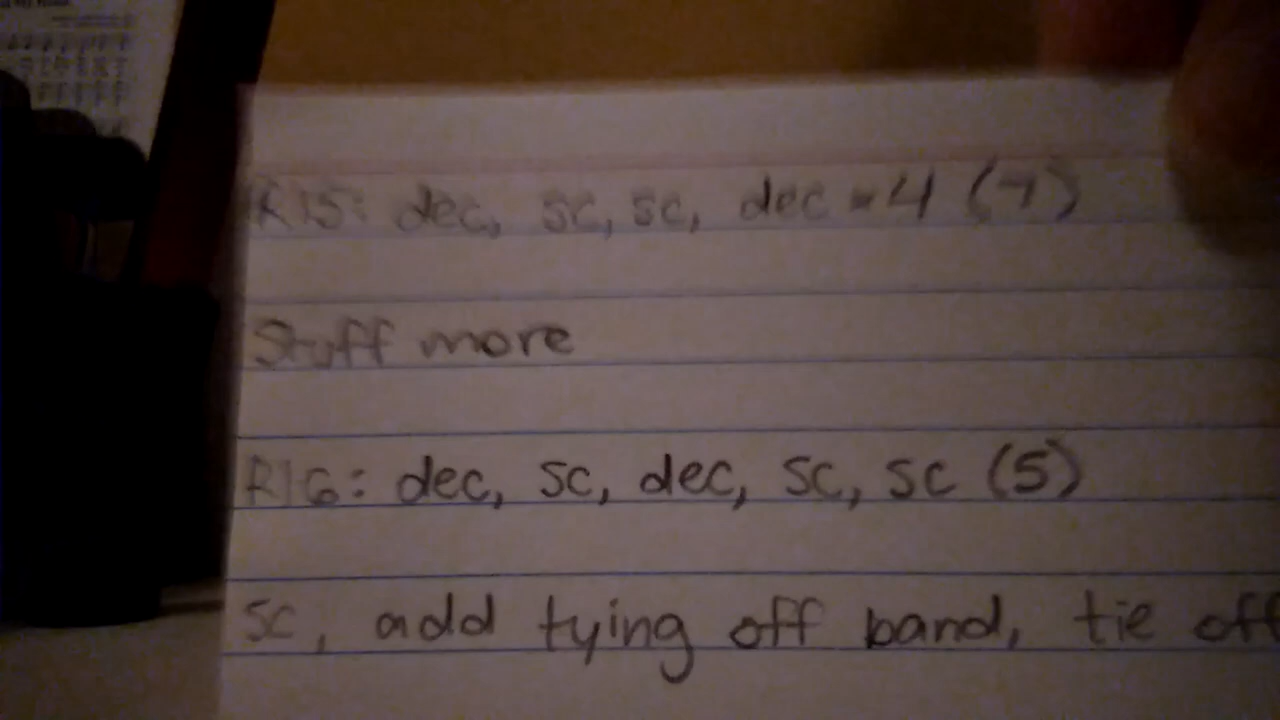 R15: dec, sc, sc, dec × 4 (7)
Stuff more
R16: dec, sc, dec, sc, sc (5)
sc, add tying off band, tie off